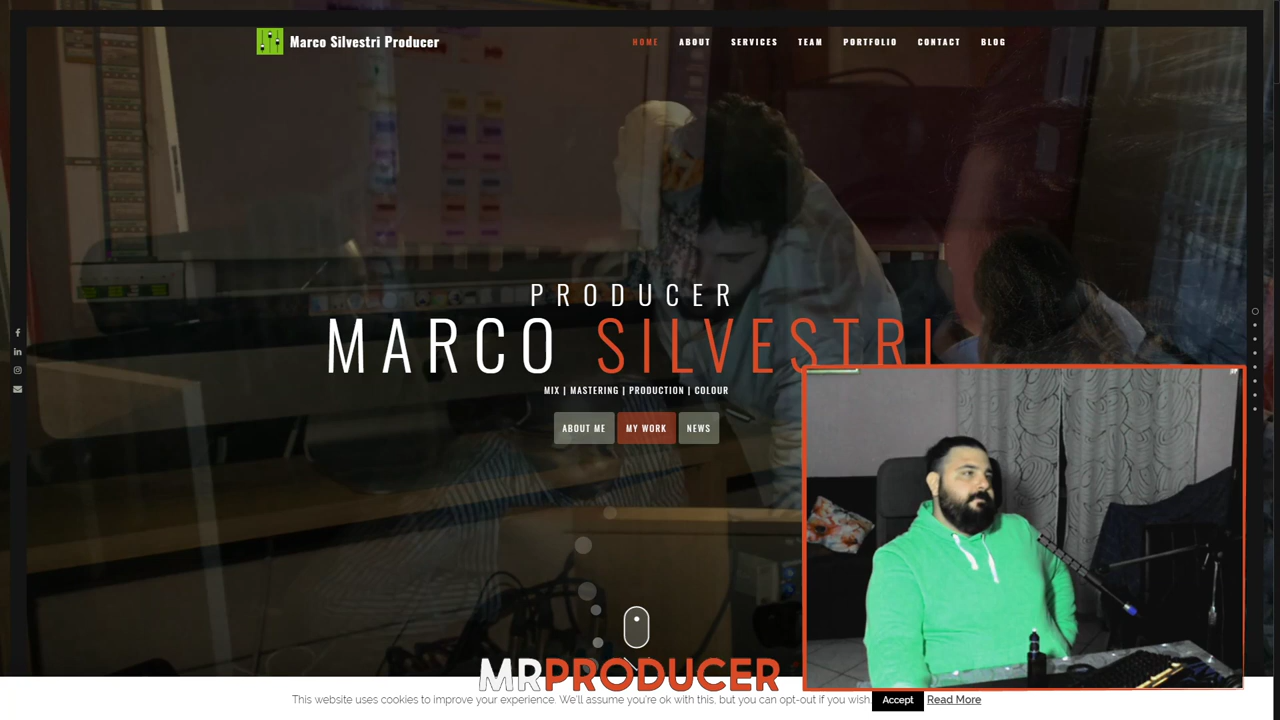 Marco Silvestri Producer
HOME ABOUT SERVICES TEAM PORTFOLIO CONTACT BLOG
PRODUCER
MARCO SILVESTRI
MIX | MASTERING | PRODUCTION | COLOUR
ABOUT ME MY WORK NEWS
MRPRODUCER
This website uses cookies to improve your experience. We'll assume you're ok with this, but you can opt-out if you wish. Accept Read More